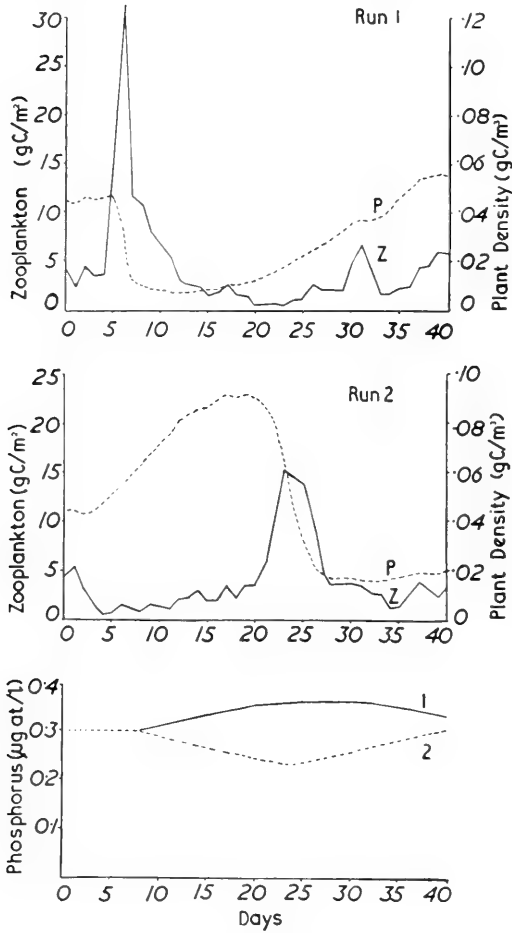 Run 1
Zooplankton (gC/m²)
30
25
20
15
10
5
0
Plant Density (gC/m²)
0.12
·10
·08
·06
·04
·02
0
P
Z
0 5 10 15 20 25 30 35 40
Run 2
Zooplankton (gC/m²)
25
20
15
10
5
0
Plant Density (gC/m²)
·10
·08
·06
·04
·02
0
P
Z
0 5 10 15 20 25 30 35 40
Phosphorus (µg at/l)
0·4
0·3
0·2
0·1
1
2
0 5 10 15 20 25 30 35 40
Days